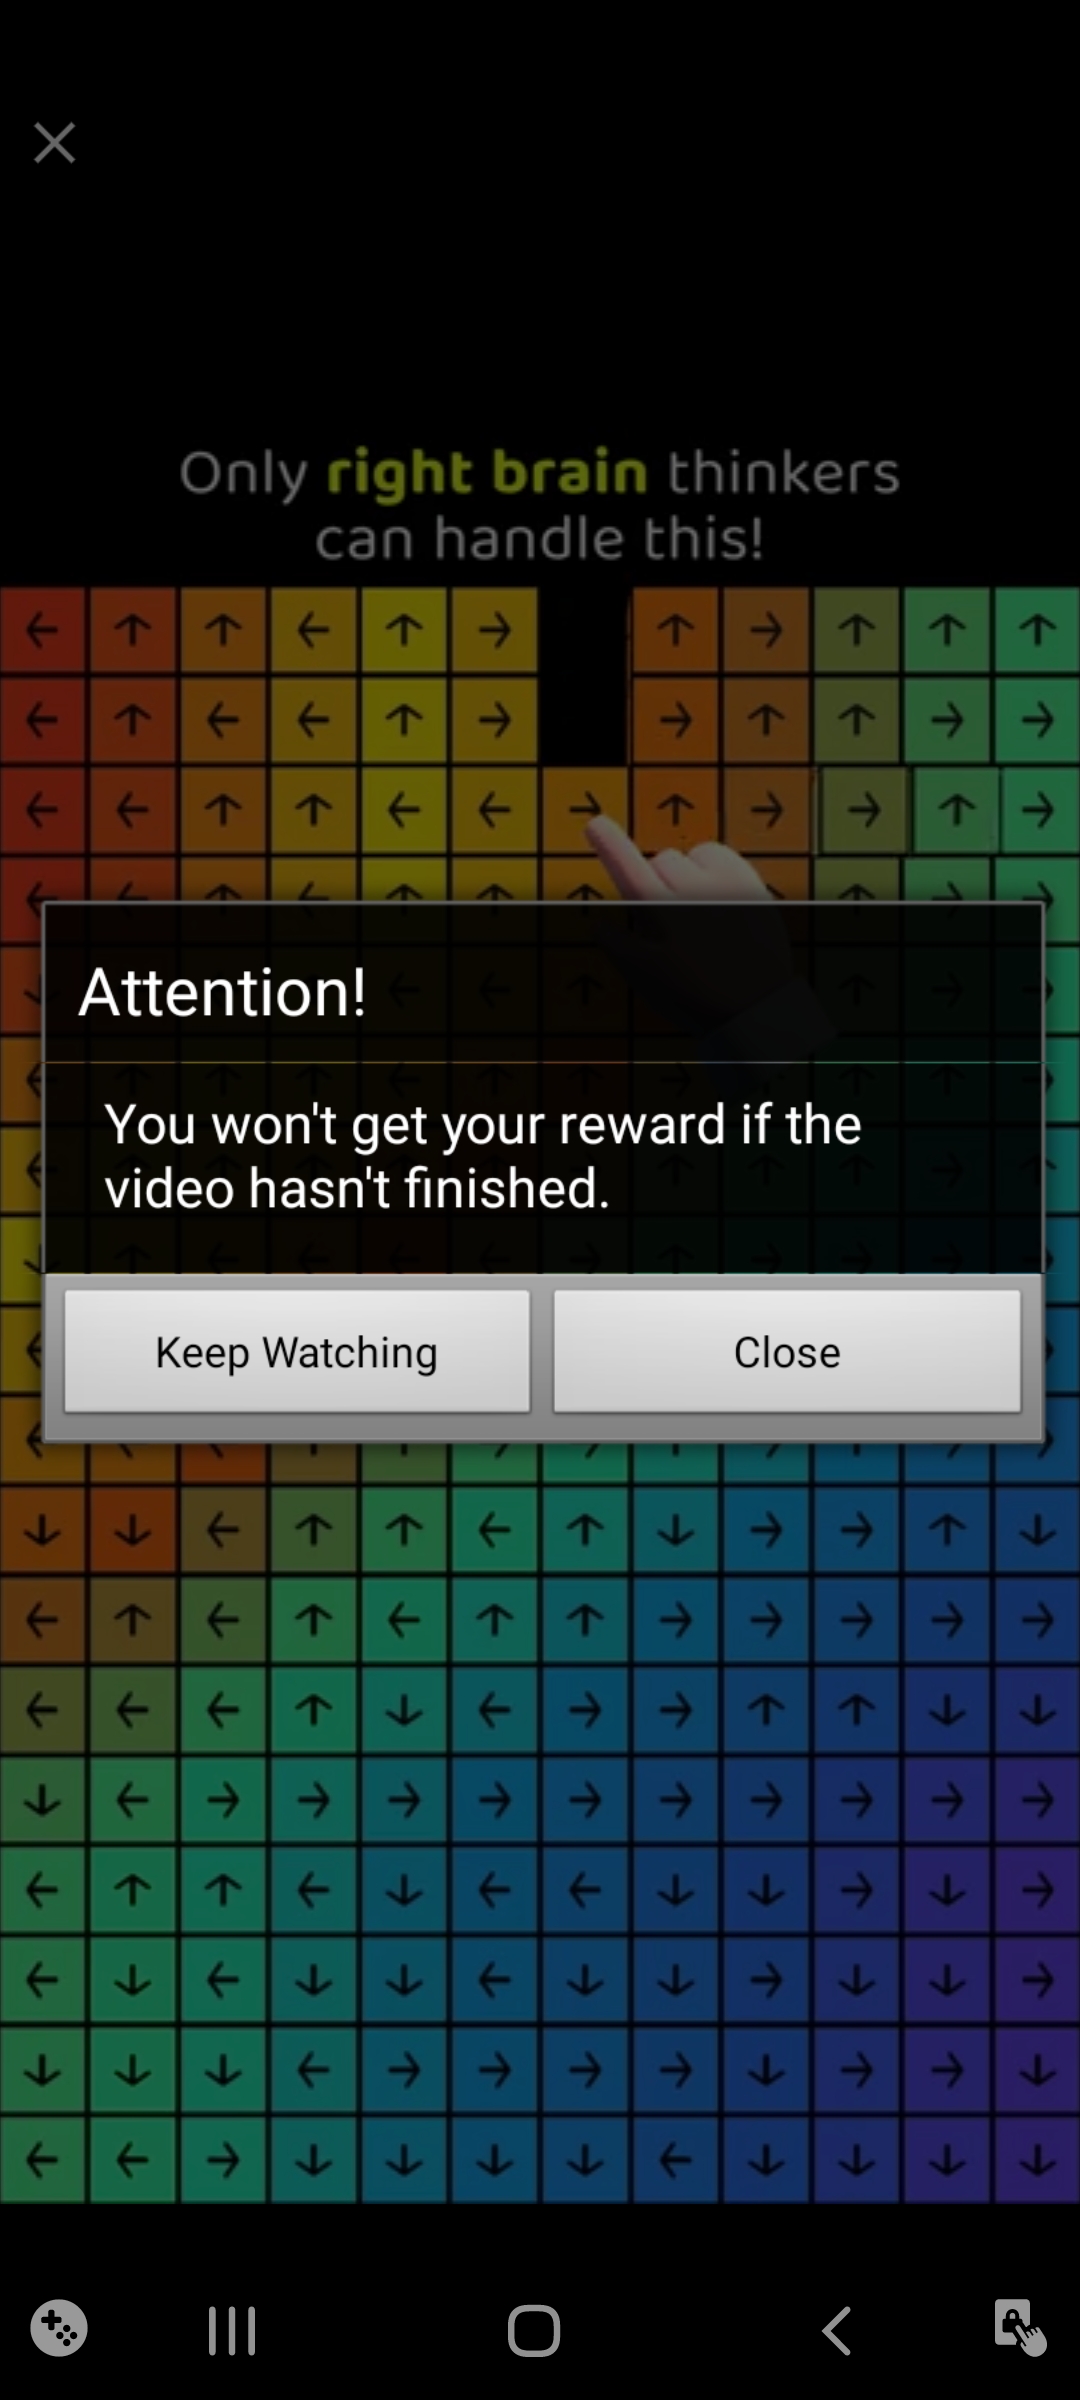 Only right brain thinkers
can handle this!
Attention!
You won't get your reward if the
video hasn't finished.
Keep Watching
Close